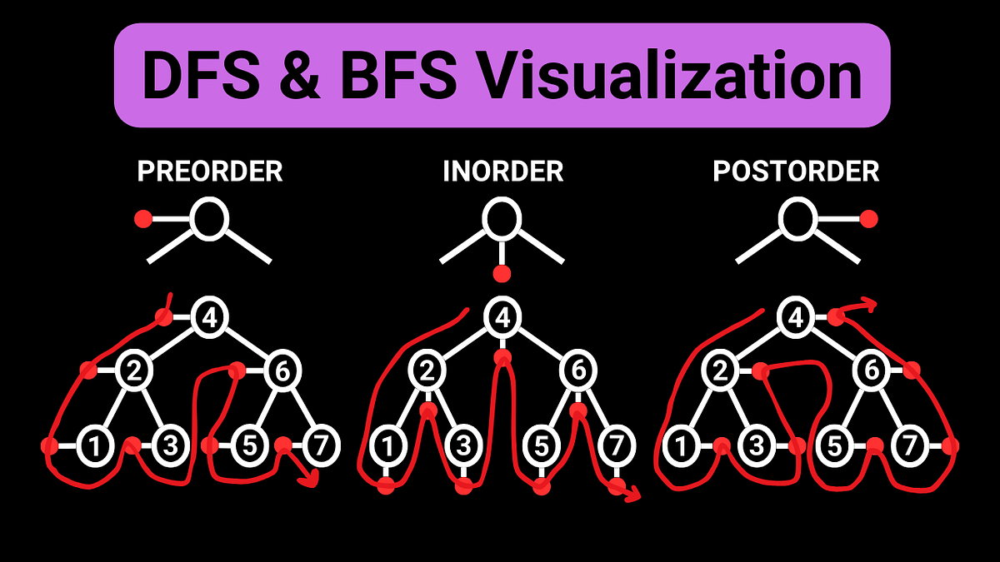 DFS & BFS Visualization
PREORDER INORDER POSTORDER
4 4 4
2 6 2 6 2 6
1 3 5 7 1 3 5 7 1 3 5 7